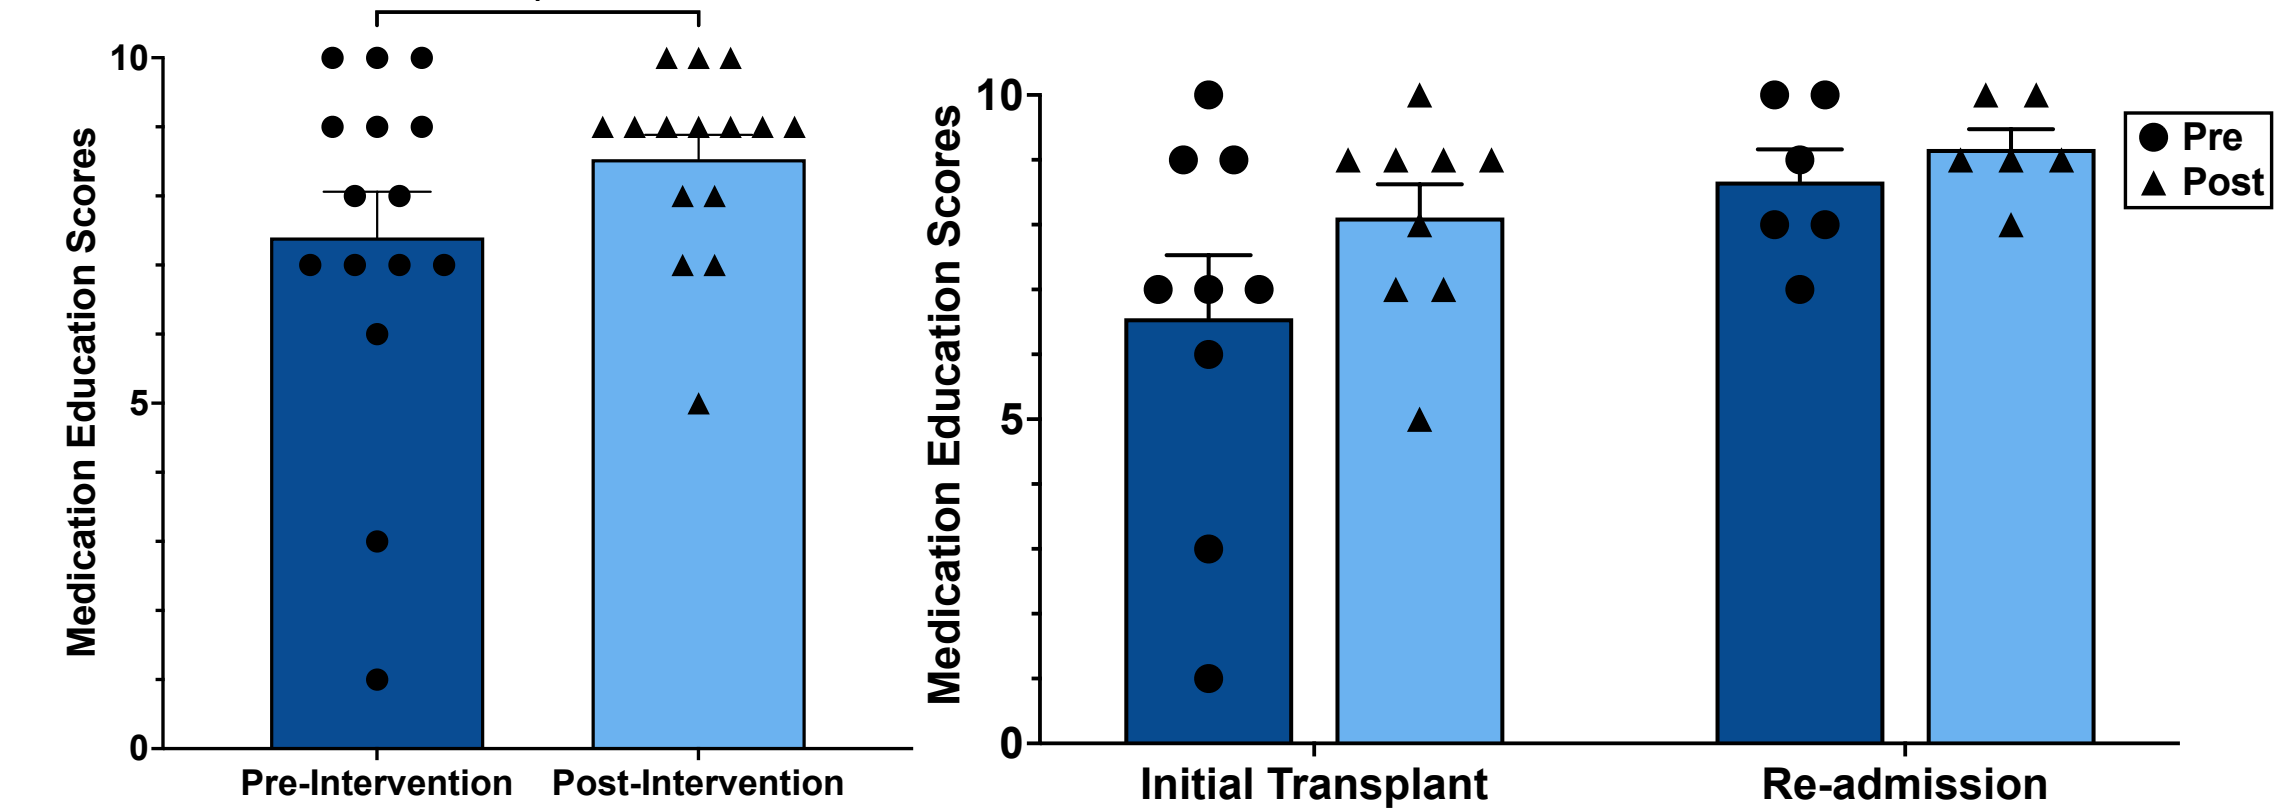 Medication Education Scores
10
5
0
Pre-Intervention Post-Intervention
Medication Education Scores
10
5
0
Initial Transplant Re-admission
Pre
Post